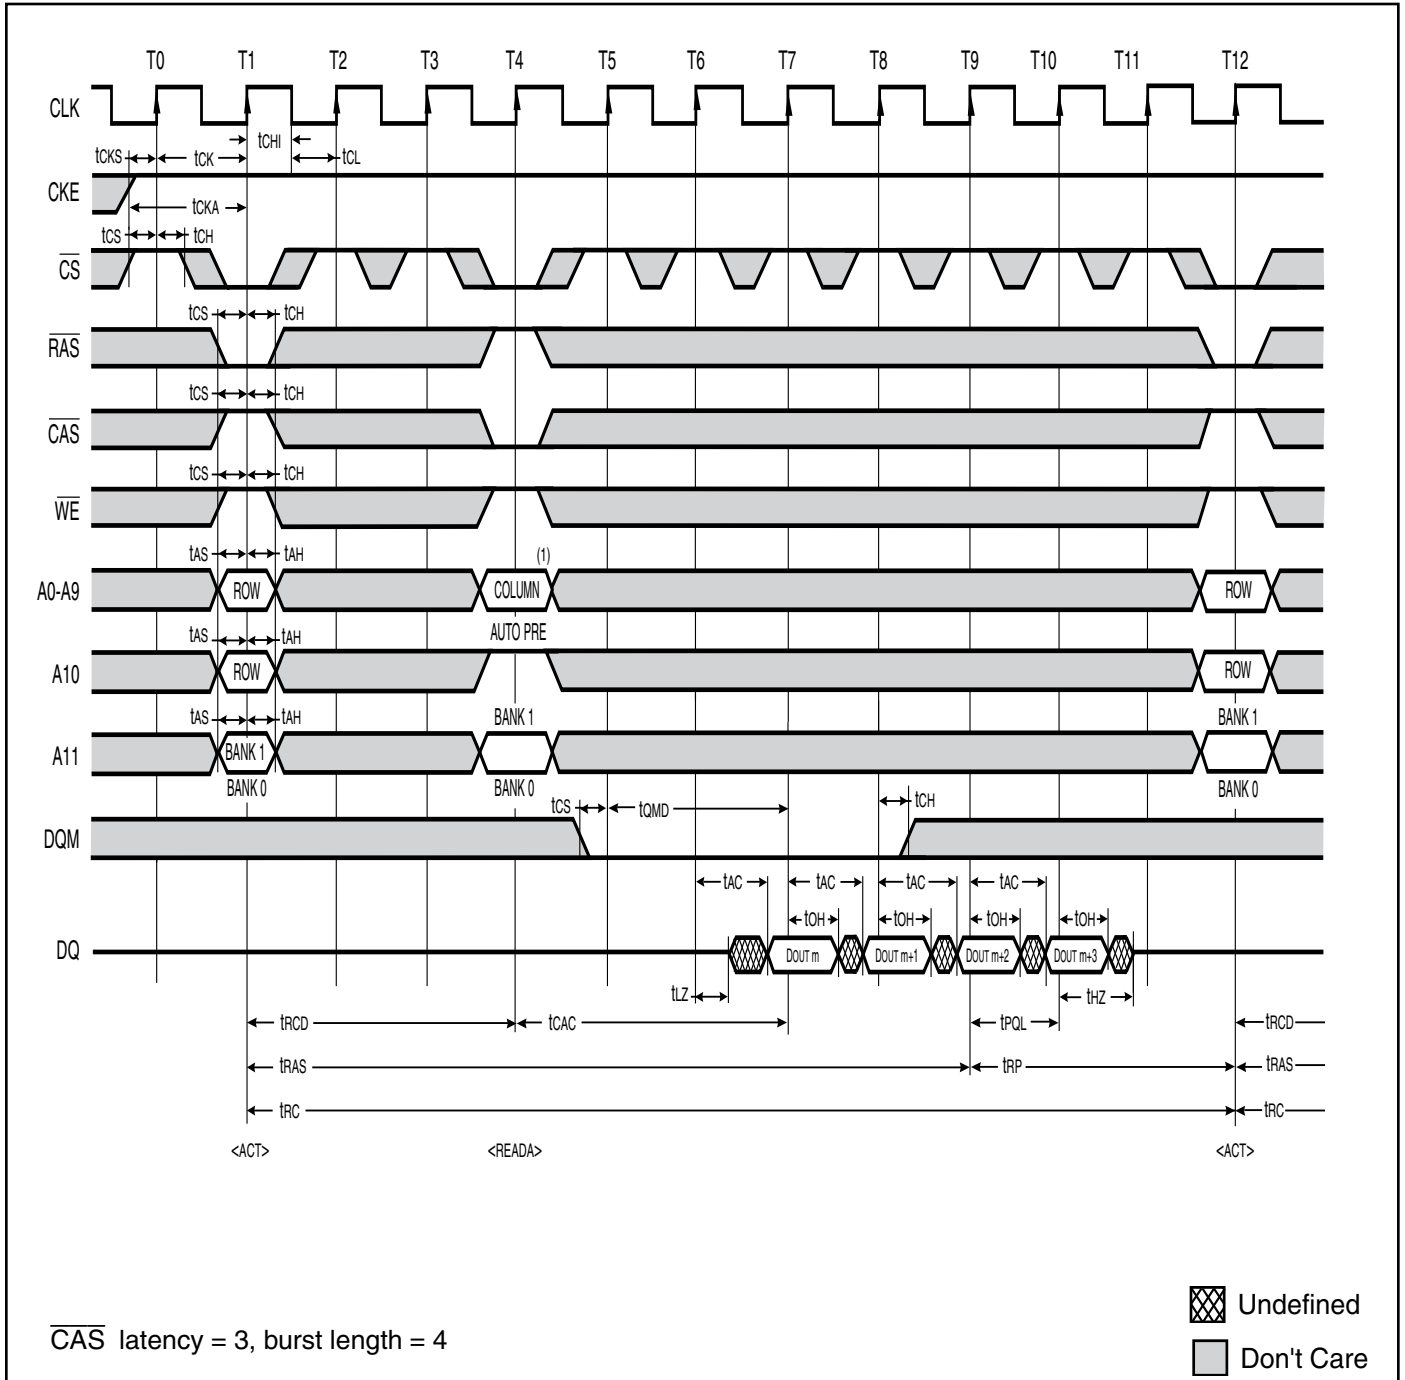 T0 T1 T2 T3 T4 T5 T6 T7 T8 T9 T10 T11 T12
CLK
tCHI
tCKS tCK tCL
CKE
tCKA
tCS tCH
CS
tCS tCH
RAS
tCS tCH
CAS
tCS tCH
WE
tAS tAH (1)
A0-A9 ROW COLUMN ROW
tAS tAH AUTO PRE
A10 ROW ROW
tAS tAH BANK 1 BANK 1
A11 BANK 1
BANK 0 BANK 0 BANK 0
tCS tQMD tCH
DQM
tAC tAC tAC tAC
tOH tOH tOH tOH
DQ DOUT m DOUT m+1 DOUT m+2 DOUT m+3
tLZ tHZ
tRCD tCAC tPQL tRCD
tRAS tRP tRAS
tRC tRC
<ACT> <READA> <ACT>
Undefined
CAS latency = 3, burst length = 4
Don't Care